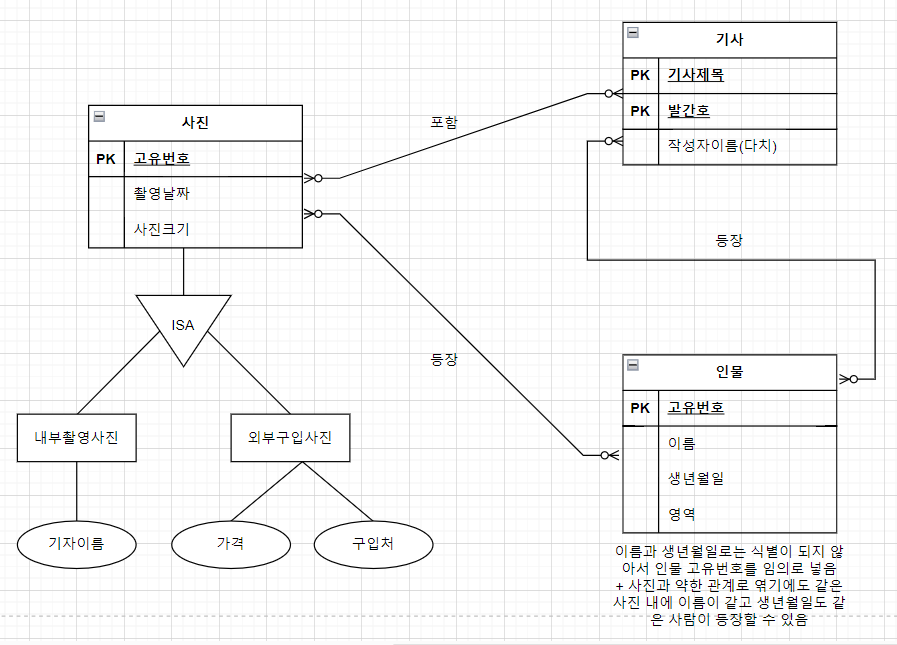 기사
PK 기사제목
PK 발간호
작성자이름(다치)
사진
PK 고유번호
촬영날짜
사진크기
포함
등장
등장
ISA
내부촬영사진
외부구입사진
기자이름
가격
구입처
인물
PK 고유번호
이름
생년월일
영역
이름과 생년월일로는 식별이 되지 않
아서 인물 고유번호를 임의로 넣음
+ 사진과 약한 관계로 엮기에도 같은
사진 내에 이름이 같고 생년월일도 같
은 사람이 등장할 수 있음